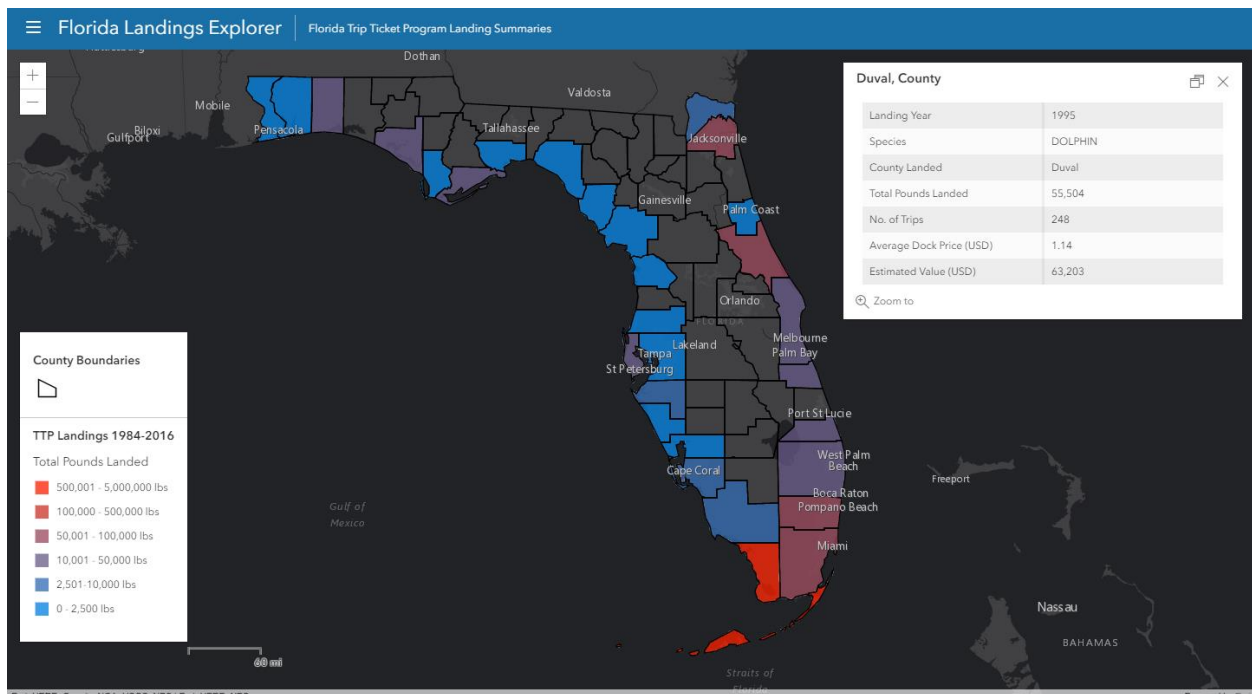 Florida Landings Explorer
Florida Trip Ticket Program Landing Summaries
Dothan
Valdosta
Mobile
Biloxi
Gulfport
Pensacola
Tallahassee
Jacksonville
Gainesville
Palm Coast
Orlando
FLORIDA
Lakeland
Tampa
St Petersburg
Melbourne
Palm Bay
Port St Lucie
Cape Coral
West Palm
Beach
Boca Raton
Pompano Beach
Miami
Freeport
Gulf of
Mexico
Nassau
BAHAMAS
Straits of
Florida
Duval, County
Landing Year 1995
Species DOLPHIN
County Landed Duval
Total Pounds Landed 55,504
No. of Trips 248
Average Dock Price (USD) 1.14
Estimated Value (USD) 63,203
Zoom to
County Boundaries
TTP Landings 1984-2016
Total Pounds Landed
500,001 - 5,000,000 lbs
100,000 - 500,000 lbs
50,001 - 100,000 lbs
10,001 - 50,000 lbs
2,501-10,000 lbs
0 - 2,500 lbs
60 mi